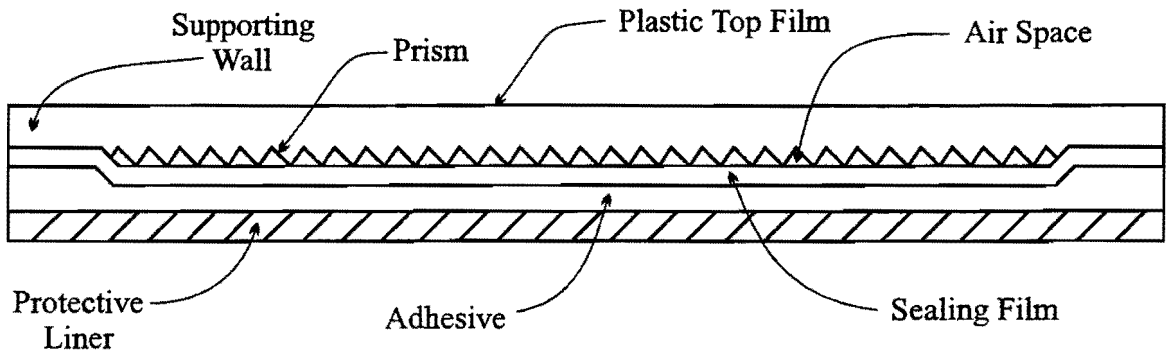 Supporting
Wall
Prism
Plastic Top Film
Air Space
Protective
Liner
Adhesive
Sealing Film